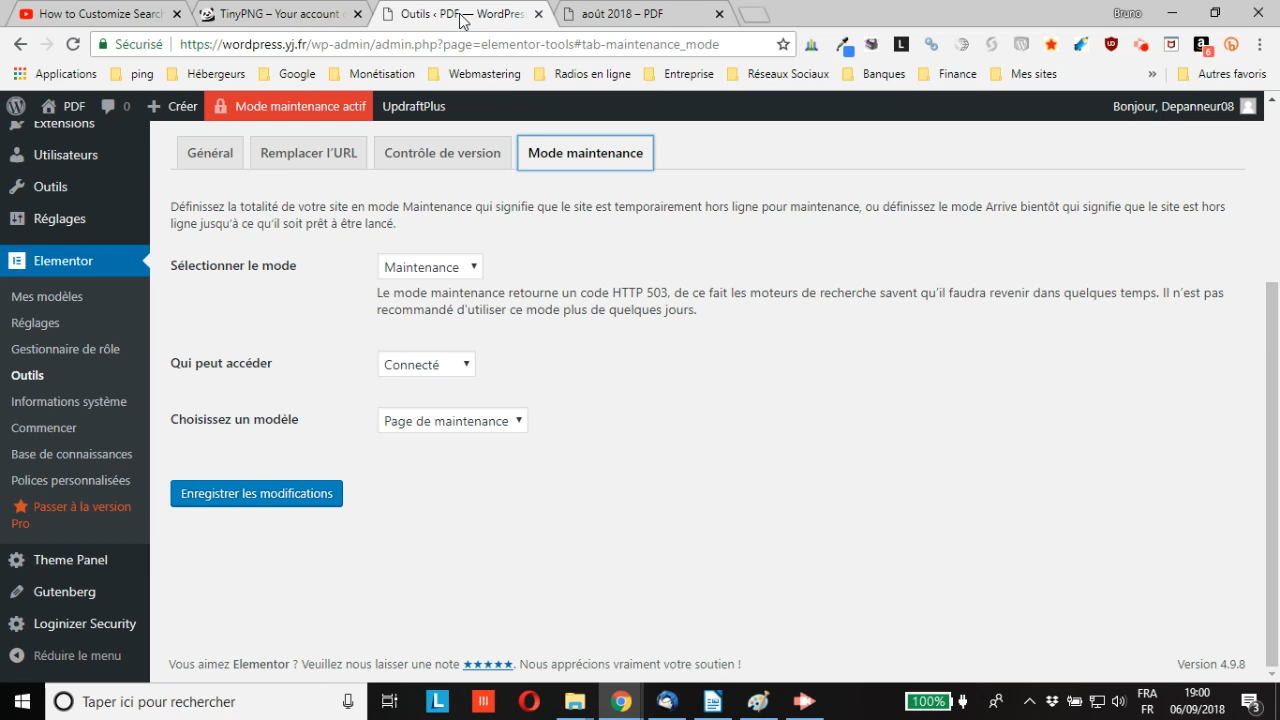 How to Customize Search
TinyPNG – Your account
Outils ‹ PDF — WordPress
août 2018 – PDF
Bruno
Sécurisé
https://wordpress.yj.fr/wp-admin/admin.php?page=elementor-tools#tab-maintenance_mode
6
Applications
ping
Hébergeurs
Google
Monétisation
Webmastering
Radios en ligne
Entreprise
Réseaux Sociaux
Banques
Finance
Mes sites
»
Autres favoris
PDF
0
Créer
Mode maintenance actif
UpdraftPlus
Bonjour, Depanneur08
Extensions
Utilisateurs
Outils
Réglages
Elementor
Mes modèles
Réglages
Gestionnaire de rôle
Outils
Informations système
Commencer
Base de connaissances
Polices personnalisées
Passer à la version
Pro
Theme Panel
Gutenberg
Loginizer Security
Réduire le menu
Général
Remplacer l’URL
Contrôle de version
Mode maintenance
Définissez la totalité de votre site en mode Maintenance qui signifie que le site est temporairement hors ligne pour maintenance, ou définissez le mode Arrive bientôt qui signifie que le site est hors
ligne jusqu’à ce qu’il soit prêt à être lancé.
Sélectionner le mode
Maintenance
Le mode maintenance retourne un code HTTP 503, de ce fait les moteurs de recherche savent qu’il faudra revenir dans quelques temps. Il n’est pas
recommandé d’utiliser ce mode plus de quelques jours.
Qui peut accéder
Connecté
Choisissez un modèle
Page de maintenance
Enregistrer les modifications
Vous aimez Elementor ? Veuillez nous laisser une note ★★★★★. Nous apprécions vraiment votre soutien !
Version 4.9.8
Taper ici pour rechercher
100%
FRA
FR
19:00
06/09/2018
3